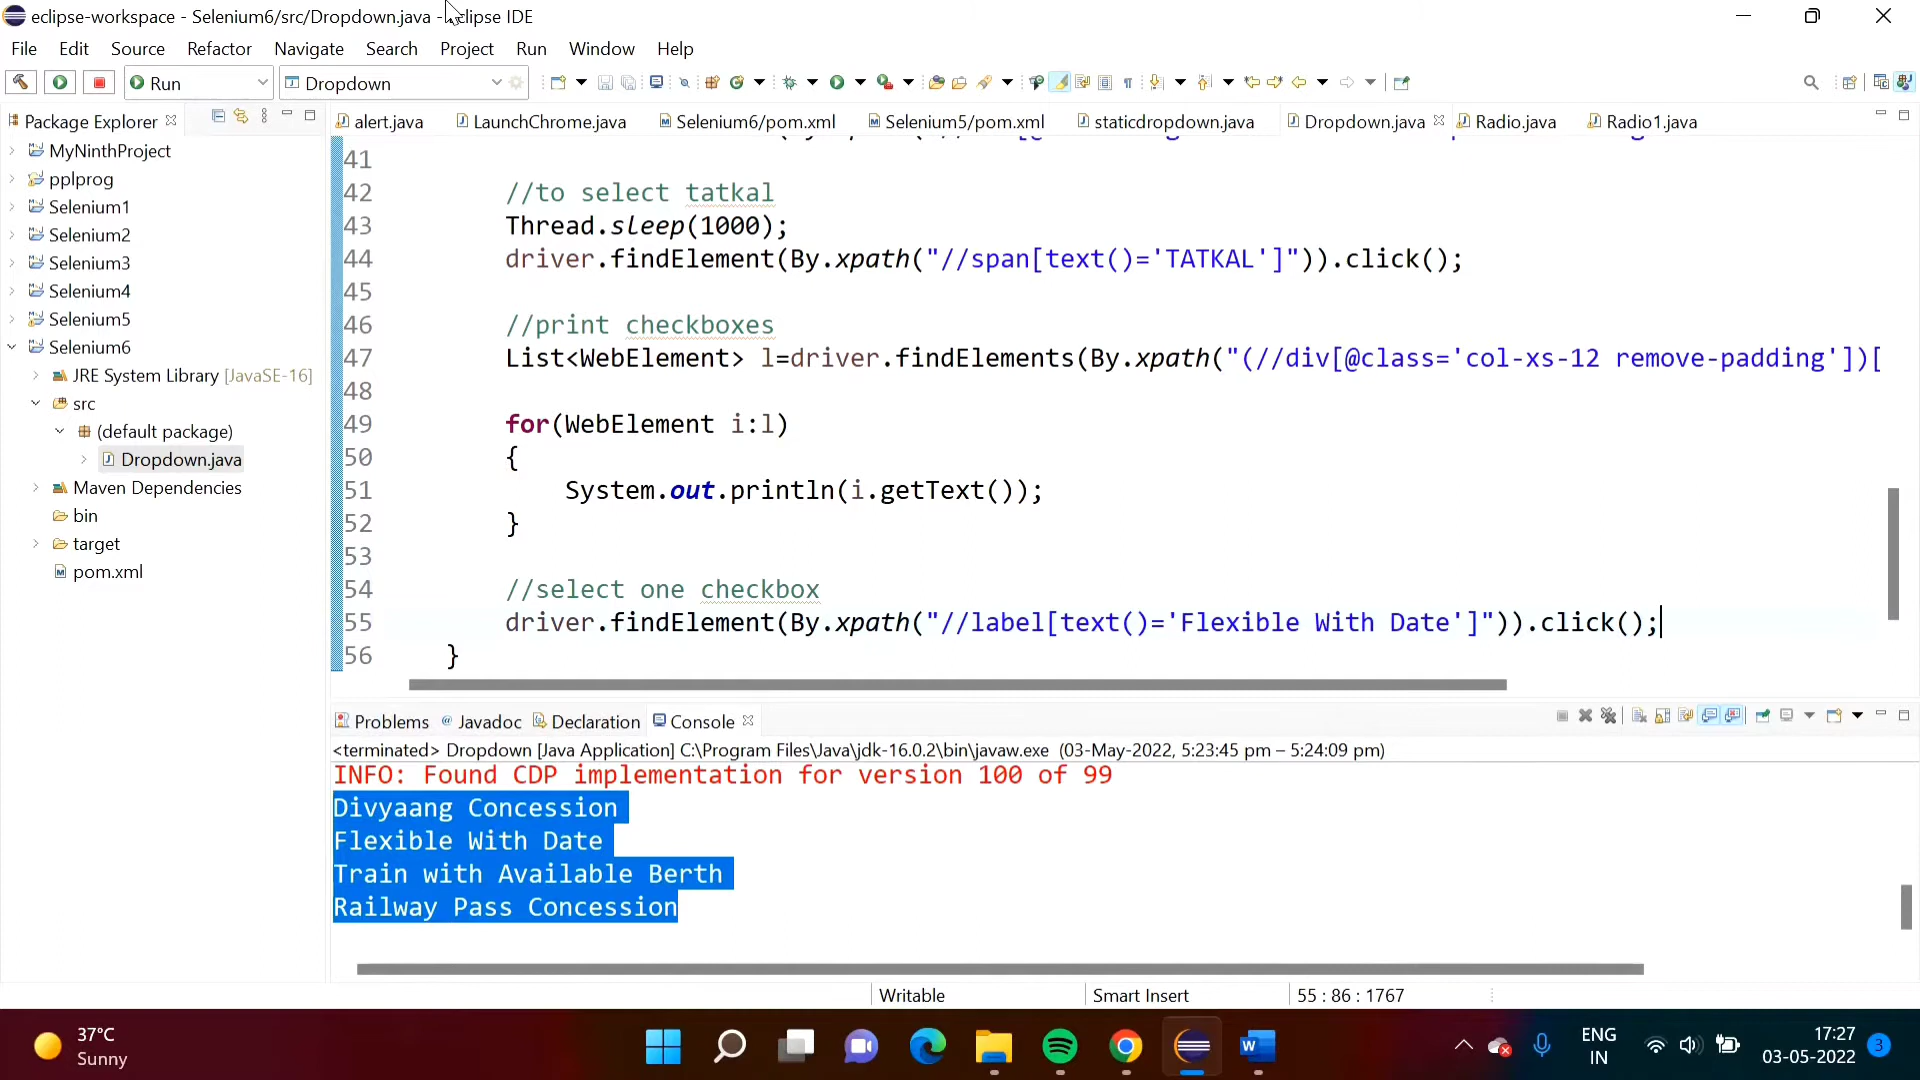 eclipse-workspace - Selenium6/src/Dropdown.java - Eclipse IDE
File Edit Source Refactor Navigate Search Project Run Window Help
Run Dropdown
Package Explorer
alert.java LaunchChrome.java Selenium6/pom.xml Selenium5/pom.xml staticdropdown.java Dropdown.java Radio.java Radio1.java
MyNinthProject
pplprog
Selenium1
Selenium2
Selenium3
Selenium4
Selenium5
Selenium6
JRE System Library [JavaSE-16]
src
(default package)
Dropdown.java
Maven Dependencies
bin
target
pom.xml
41
42 //to select tatkal
43 Thread.sleep(1000);
44 driver.findElement(By.xpath("//span[text()='TATKAL']")).click();
45
46 //print checkboxes
47 List<WebElement> l=driver.findElements(By.xpath("(//div[@class='col-xs-12 remove-padding'])[
48
49 for(WebElement i:l)
50 {
51 System.out.println(i.getText());
52 }
53
54 //select one checkbox
55 driver.findElement(By.xpath("//label[text()='Flexible With Date']")).click();
56 }
Problems Javadoc Declaration Console
<terminated> Dropdown [Java Application] C:\Program Files\Java\jdk-16.0.2\bin\javaw.exe (03-May-2022, 5:23:45 pm – 5:24:09 pm)
INFO: Found CDP implementation for version 100 of 99
Divyaang Concession
Flexible With Date
Train with Available Berth
Railway Pass Concession
Writable Smart Insert 55 : 86 : 1767
37°C
Sunny
ENG
IN
17:27
03-05-2022
3